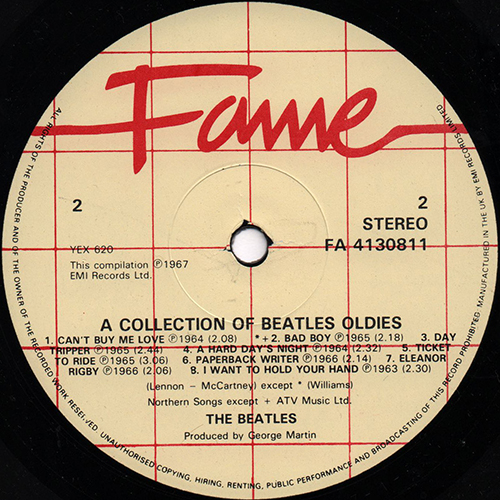 Fame
2
2
STEREO
FA 4130811
YEX 620
This compilation ℗1967
EMI Records Ltd.
A COLLECTION OF BEATLES OLDIES
1. CAN'T BUY ME LOVE ℗1964 (2.08) *+2. BAD BOY ℗1965 (2.18) 3. DAY
TRIPPER ℗1965 (2.44) 4. A HARD DAY'S NIGHT ℗1964 (2.32) 5. TICKET
TO RIDE ℗1965 (3.02) 6. PAPERBACK WRITER ℗1966 (2.14) 7. ELEANOR
RIGBY ℗1966 (2.06) 8. I WANT TO HOLD YOUR HAND ℗1963 (2.30)
(Lennon – McCartney) except * (Williams)
Northern Songs except + ATV Music Ltd.
THE BEATLES
Produced by George Martin
ALL RIGHTS OF THE PRODUCER AND OF THE OWNER OF THE RECORDED WORK RESERVED. UNAUTHORISED COPYING, HIRING, RENTING, PUBLIC PERFORMANCE AND BROADCASTING OF THIS RECORD PROHIBITED. MANUFACTURED IN THE UK BY EMI RECORDS LIMITED